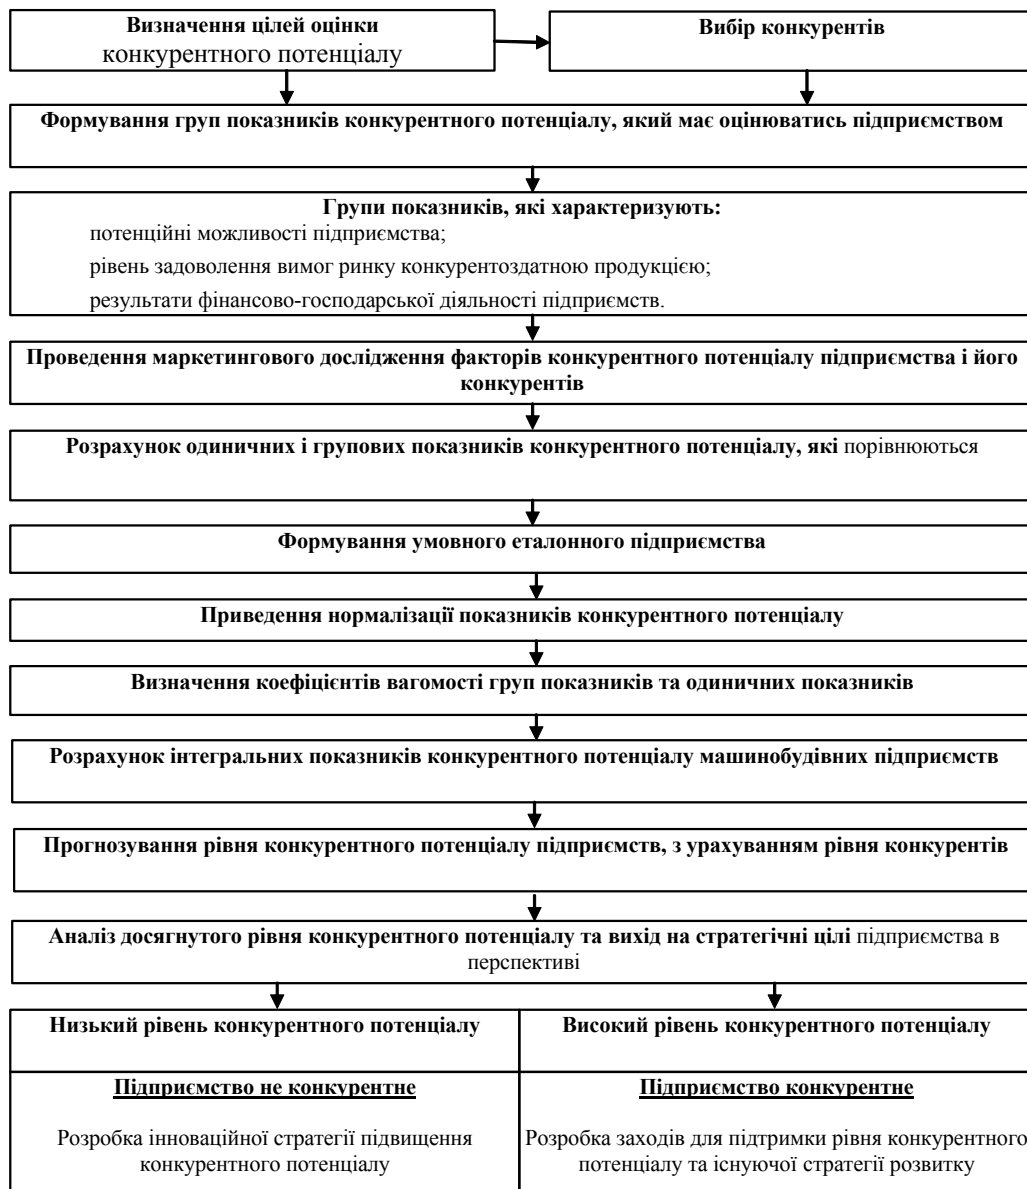 Визначення цілей оцінки
конкурентного потенціалу
Вибір конкурентів
Формування груп показників конкурентного потенціалу, який має оцінюватись підприємством
Групи показників, які характеризують:
потенційні можливості підприємства;
рівень задоволення вимог ринку конкурентоздатною продукцією;
результати фінансово-господарської діяльності підприємств.
Проведення маркетингового дослідження факторів конкурентного потенціалу підприємства і його
конкурентів
Розрахунок одиничних і групових показників конкурентного потенціалу, які порівнюються
Формування умовного еталонного підприємства
Приведення нормалізації показників конкурентного потенціалу
Визначення коефіцієнтів вагомості груп показників та одиничних показників
Розрахунок інтегральних показників конкурентного потенціалу машинобудівних підприємств
Прогнозування рівня конкурентного потенціалу підприємств, з урахуванням рівня конкурентів
Аналіз досягнутого рівня конкурентного потенціалу та вихід на стратегічні цілі підприємства в
перспективі
Низький рівень конкурентного потенціалу
Високий рівень конкурентного потенціалу
Підприємство не конкурентне
Розробка інноваційної стратегії підвищення
конкурентного потенціалу
Підприємство конкурентне
Розробка заходів для підтримки рівня конкурентного
потенціалу та існуючої стратегії розвитку